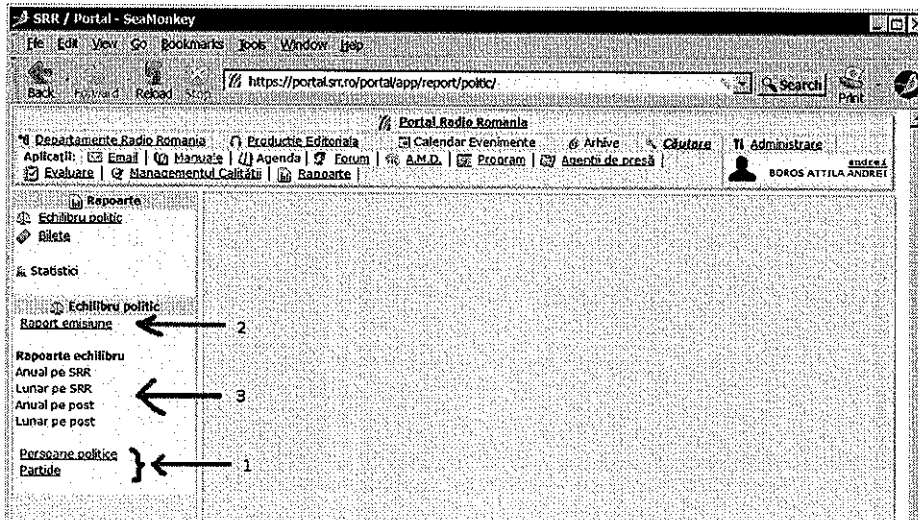 SRR / Portal - SeaMonkey
File Edit View Go Bookmarks Tools Window Help
Back Forward Reload Stop https://portal.srr.ro/portal/app/report/politic/ Search Print
Portal Radio Romania
Departamente Radio Romania Productie Editoriala Calendar Evenimente Arhive Căutare Administrare
Aplicații: Email | Manuale | Agenda | Forum | A.M.D. | Program | Agenții de presă |
andrei
Evaluare | Managementul Calității | Rapoarte |
BOROS ATTILA ANDREI
Rapoarte
Echilibru politic
Bilete
Statistici
Echilibru politic
Raport emisiune 2
Rapoarte echilibru
Anual pe SRR
Lunar pe SRR 3
Anual pe post
Lunar pe post
Persoane politice
Partide } 1